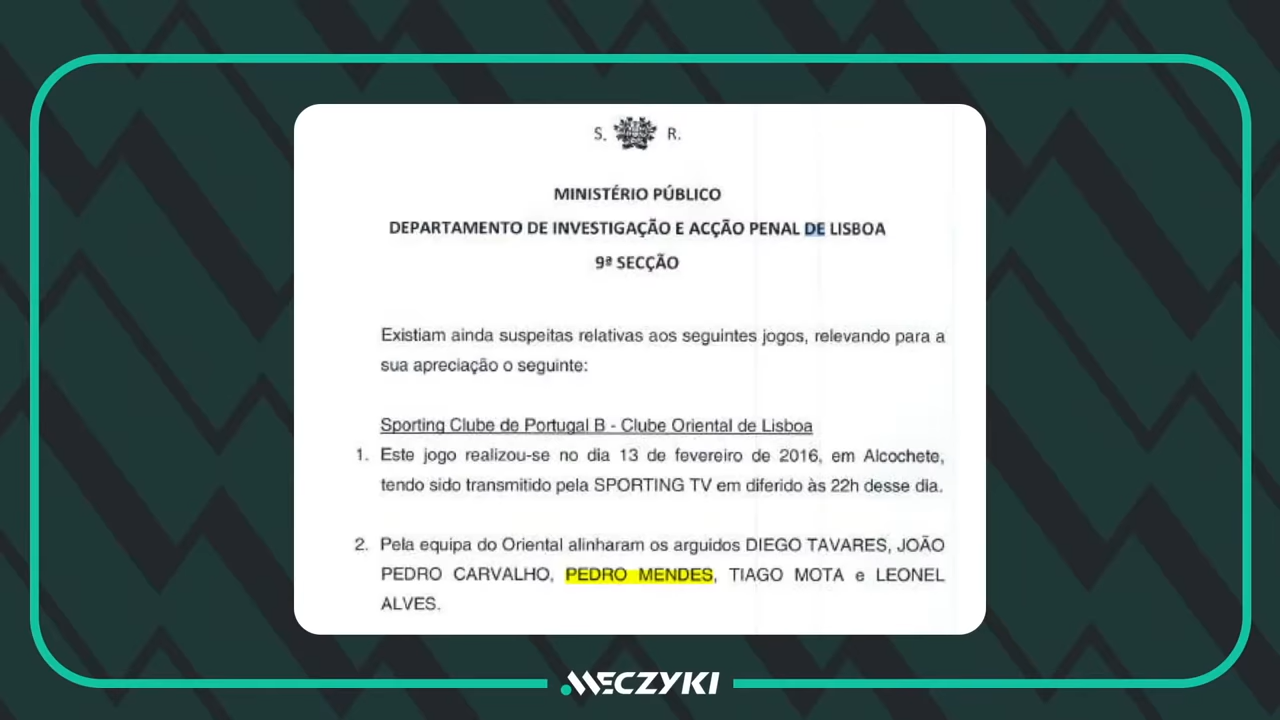 S. R.
MINISTÉRIO PÚBLICO
DEPARTAMENTO DE INVESTIGAÇÃO E ACÇÃO PENAL DE LISBOA
9ª SECÇÃO
Existiam ainda suspeitas relativas aos seguintes jogos, relevando para a
sua apreciação o seguinte:
Sporting Clube de Portugal B - Clube Oriental de Lisboa
1. Este jogo realizou-se no dia 13 de fevereiro de 2016, em Alcochete,
tendo sido transmitido pela SPORTING TV em diferido às 22h desse dia.
2. Pela equipa do Oriental alinharam os arguidos DIEGO TAVARES, JOÃO
PEDRO CARVALHO, PEDRO MENDES, TIAGO MOTA e LEONEL
ALVES.
MECZYKI